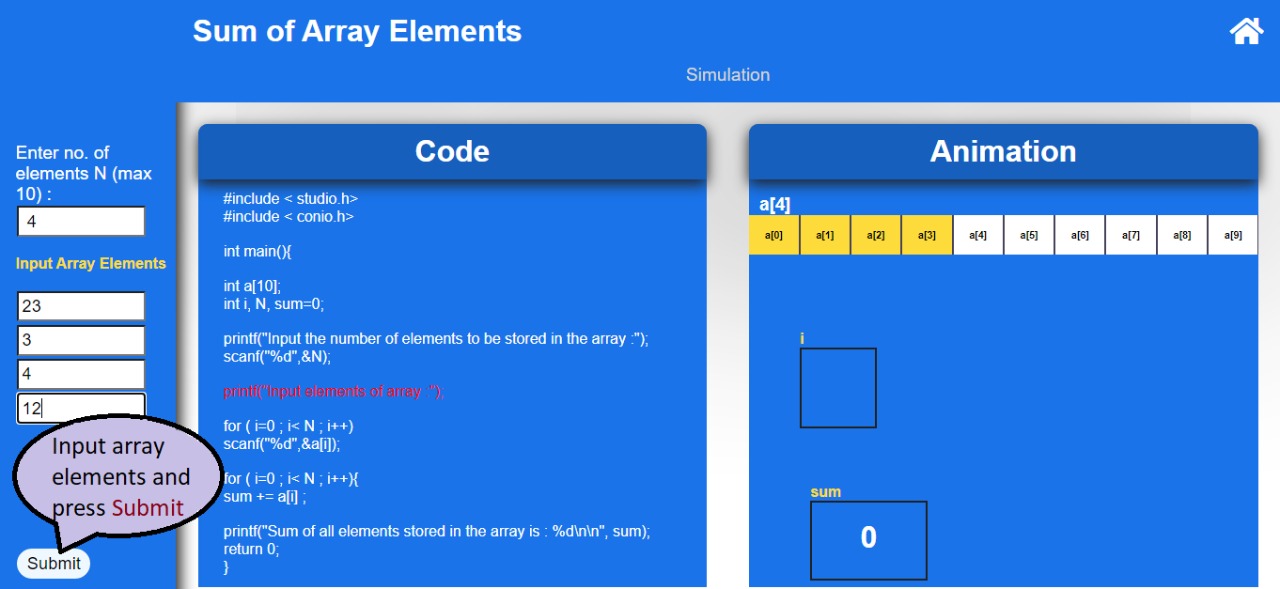 Sum of Array Elements
Simulation
Enter no. of
elements N (max
10) :
4
Input Array Elements
23
3
4
12
Input array
elements and
press Submit
Submit
Code
#include < studio.h>
#include < conio.h>
int main(){
int a[10];
int i, N, sum=0;
printf("Input the number of elements to be stored in the array :");
scanf("%d",&N);
printf("Input elements of array :");
for ( i=0 ; i< N ; i++)
scanf("%d",&a[i]);
for ( i=0 ; i< N ; i++){
sum += a[i] ;
printf("Sum of all elements stored in the array is : %d\n\n", sum);
return 0;
}
Animation
a[4]
a[0] a[1] a[2] a[3] a[4] a[5] a[6] a[7] a[8] a[9]
i
sum
0